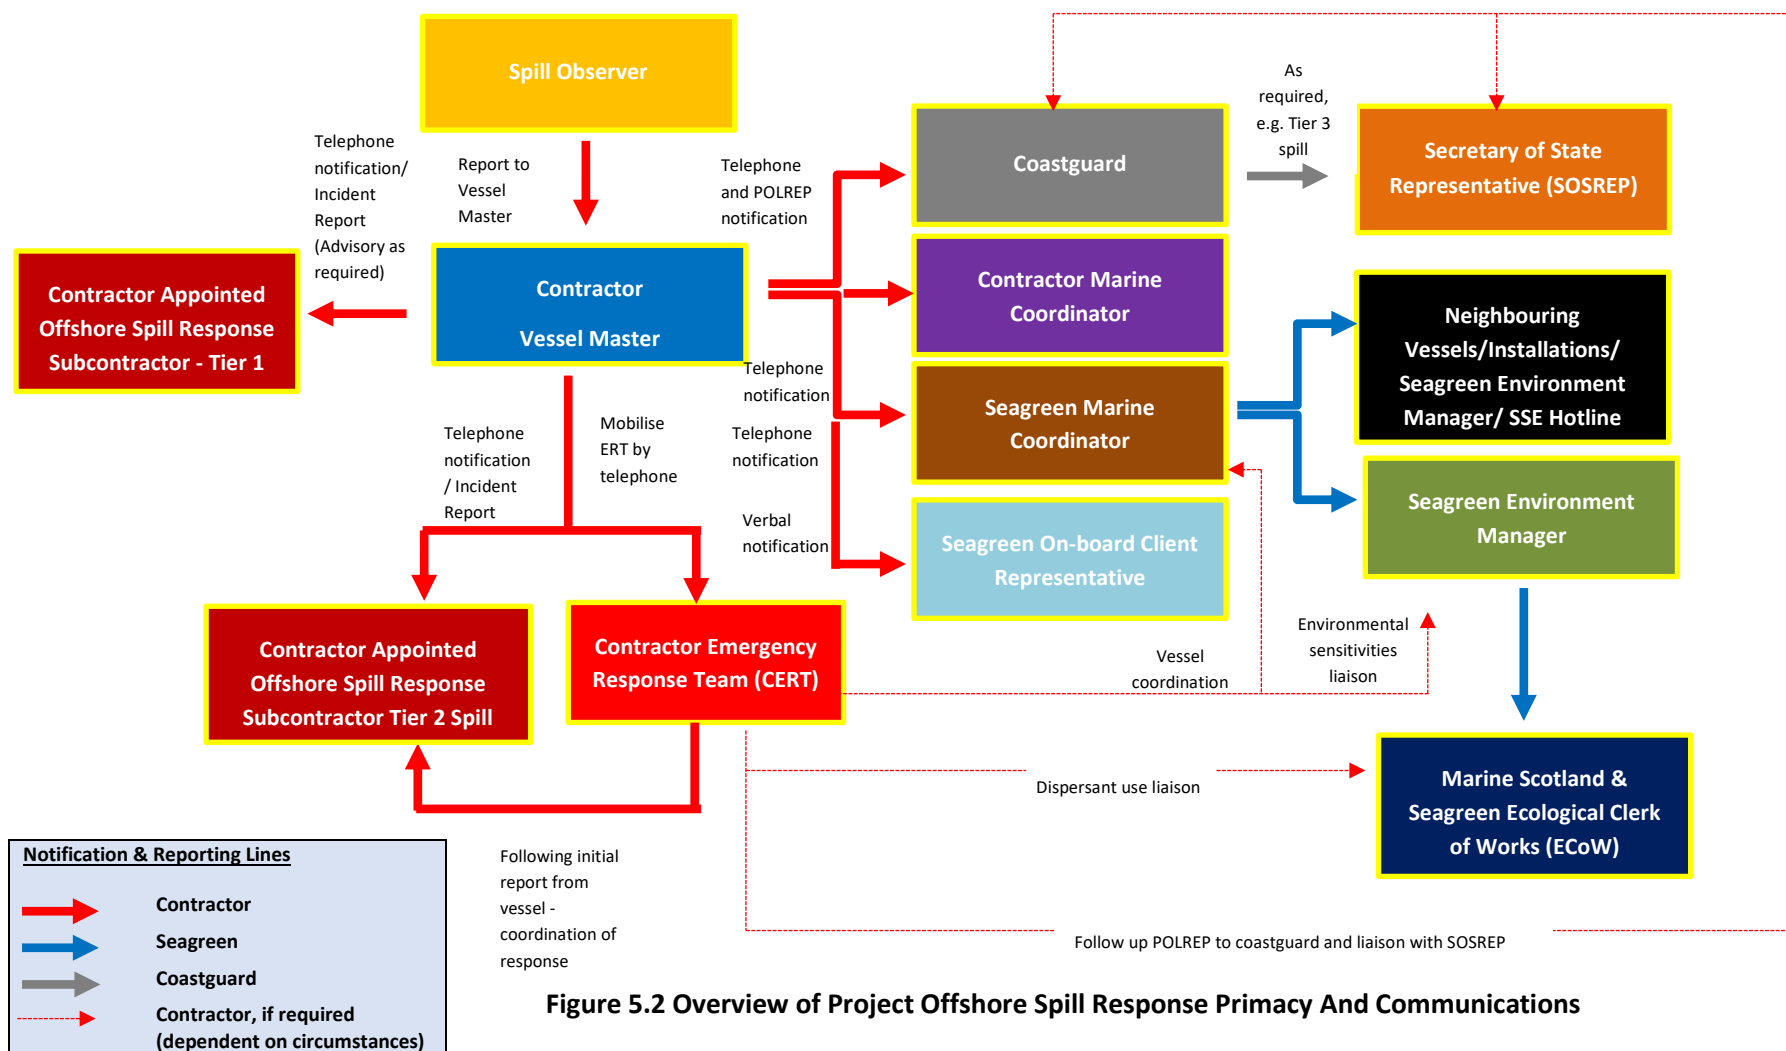 Spill Observer
Telephone
notification/
Incident
Report
(Advisory as
required)
Report to
Vessel
Master
Telephone
and POLREP
notification
Coastguard
As
required,
e.g. Tier 3
spill
Secretary of State
Representative (SOSREP)
Contractor Appointed
Offshore Spill Response
Subcontractor - Tier 1
Contractor
Vessel Master
Contractor Marine
Coordinator
Neighbouring
Vessels/Installations/
Seagreen Environment
Manager/ SSE Hotline
Telephone
notification
Seagreen Marine
Coordinator
Telephone
notification
/ Incident
Report
Mobilise
ERT by
telephone
Telephone
notification
Seagreen Environment
Manager
Verbal
notification
Seagreen On-board Client
Representative
Contractor Appointed
Offshore Spill Response
Subcontractor Tier 2 Spill
Contractor Emergency
Response Team (CERT)
Vessel
coordination
Environmental
sensitivities
liaison
Dispersant use liaison
Marine Scotland &
Seagreen Ecological Clerk
of Works (ECoW)
Following initial
report from
vessel -
coordination of
response
Follow up POLREP to coastguard and liaison with SOSREP
Notification & Reporting Lines
Contractor
Seagreen
Coastguard
Contractor, if required
(dependent on circumstances)
Figure 5.2 Overview of Project Offshore Spill Response Primacy And Communications